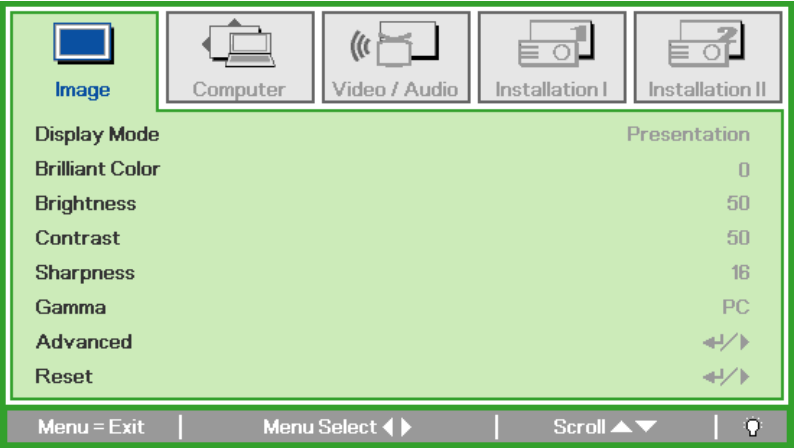 Image Computer Video / Audio Installation I Installation II
Display Mode Presentation
Brilliant Color 0
Brightness 50
Contrast 50
Sharpness 16
Gamma PC
Advanced
Reset
Menu = Exit Menu Select Scroll